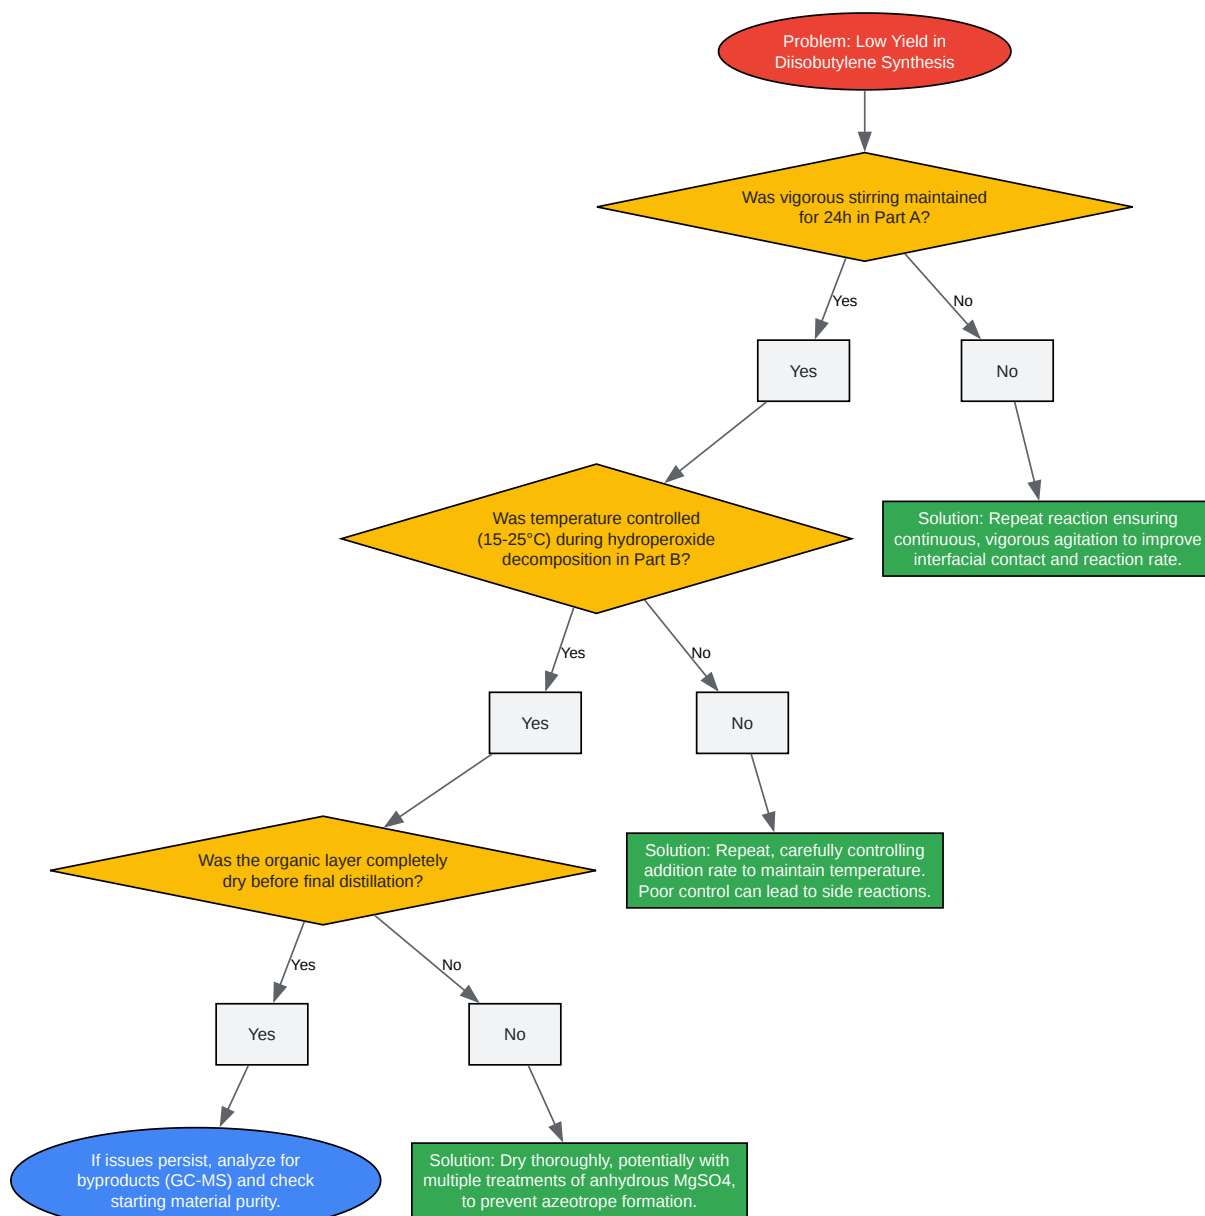 Problem: Low Yield in
Diisobutylene Synthesis
Was vigorous stirring maintained
for 24h in Part A?
Yes
No
Yes
No
Was temperature controlled
(15-25°C) during hydroperoxide
decomposition in Part B?
Solution: Repeat reaction ensuring
continuous, vigorous agitation to improve
interfacial contact and reaction rate.
Yes
No
Yes
No
Was the organic layer completely
dry before final distillation?
Solution: Repeat, carefully controlling
addition rate to maintain temperature.
Poor control can lead to side reactions.
Yes
No
Yes
No
If issues persist, analyze for
byproducts (GC-MS) and check
starting material purity.
Solution: Dry thoroughly, potentially with
multiple treatments of anhydrous MgSO4,
to prevent azeotrope formation.